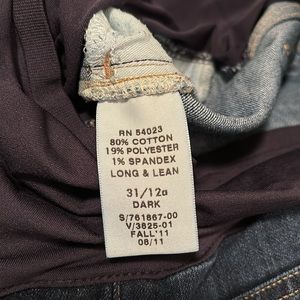 RN 54023
80% COTTON
19% POLYESTER
1% SPANDEX
LONG & LEAN
31/12a
DARK
S/761867-00
V/3625-01
FALL'11
08/11